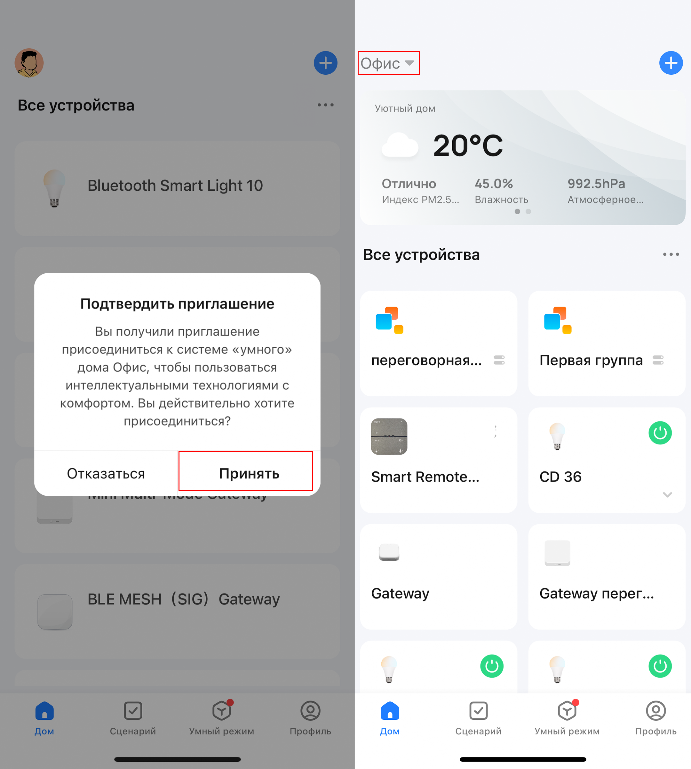 Все устройства
Bluetooth Smart Light 10
Подтвердить приглашение
Вы получили приглашение
присоединиться к системе «умного»
дома Офис, чтобы пользоваться
интеллектуальными технологиями с
комфортом. Вы действительно хотите
присоединиться?
Отказаться
Принять
Mini Multi-Mode Gateway
BLE MESH（SIG）Gateway
Дом
Сценарий
Умный режим
Профиль
Офис
Уютный дом
20°C
Отлично
45.0%
992.5hPa
Индекс PM2.5...
Влажность
Атмосферное...
Все устройства
переговорная...
Первая группа
Smart Remote...
CD 36
Gateway
Gateway перег...
Дом
Сценарий
Умный режим
Профиль